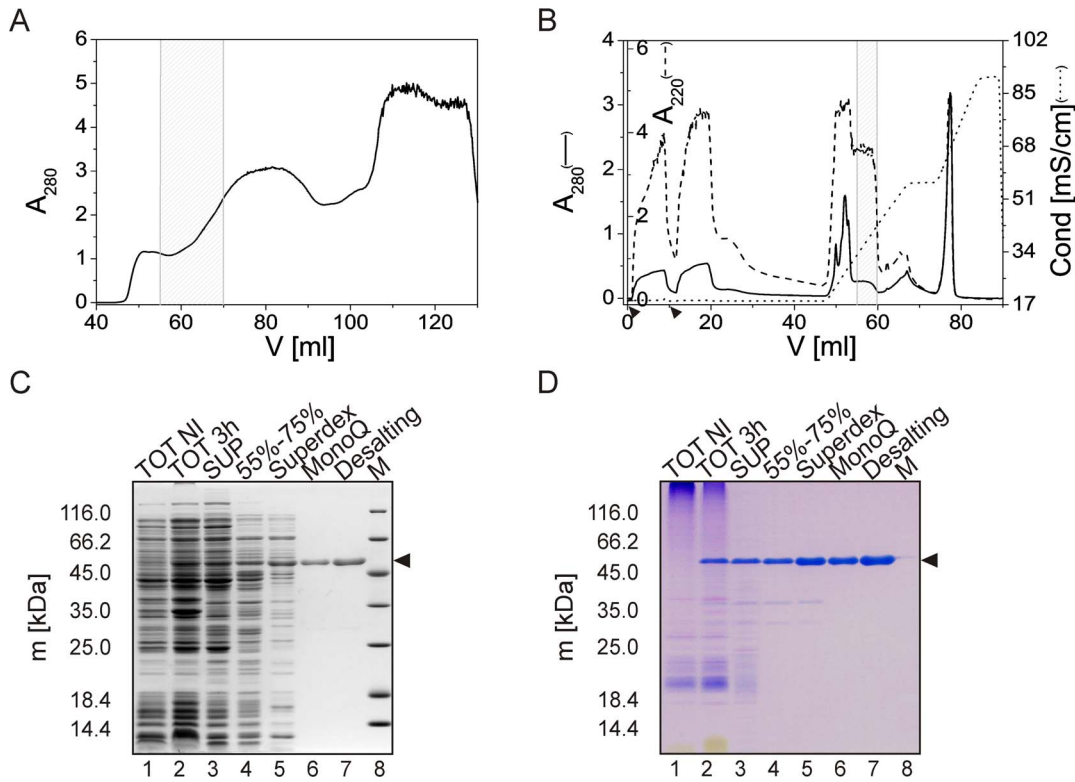 A
A280
6
5
4
3
2
1
0
40 60 80 100 120
V [ml]
B
A280(—)
4
3
2
1
0
A220(---)
6
4
2
0
Cond [mS/cm](·····)
102
85
68
51
34
17
0 20 40 60 80
V [ml]
C
TOT NI TOT 3h SUP 55%-75% Superdex MonoQ Desalting M
m [kDa]
116.0
66.2
45.0
35.0
25.0
18.4
14.4
1 2 3 4 5 6 7 8
D
TOT NI TOT 3h SUP 55%-75% Superdex MonoQ Desalting M
m [kDa]
116.0
66.2
45.0
35.0
25.0
18.4
14.4
1 2 3 4 5 6 7 8